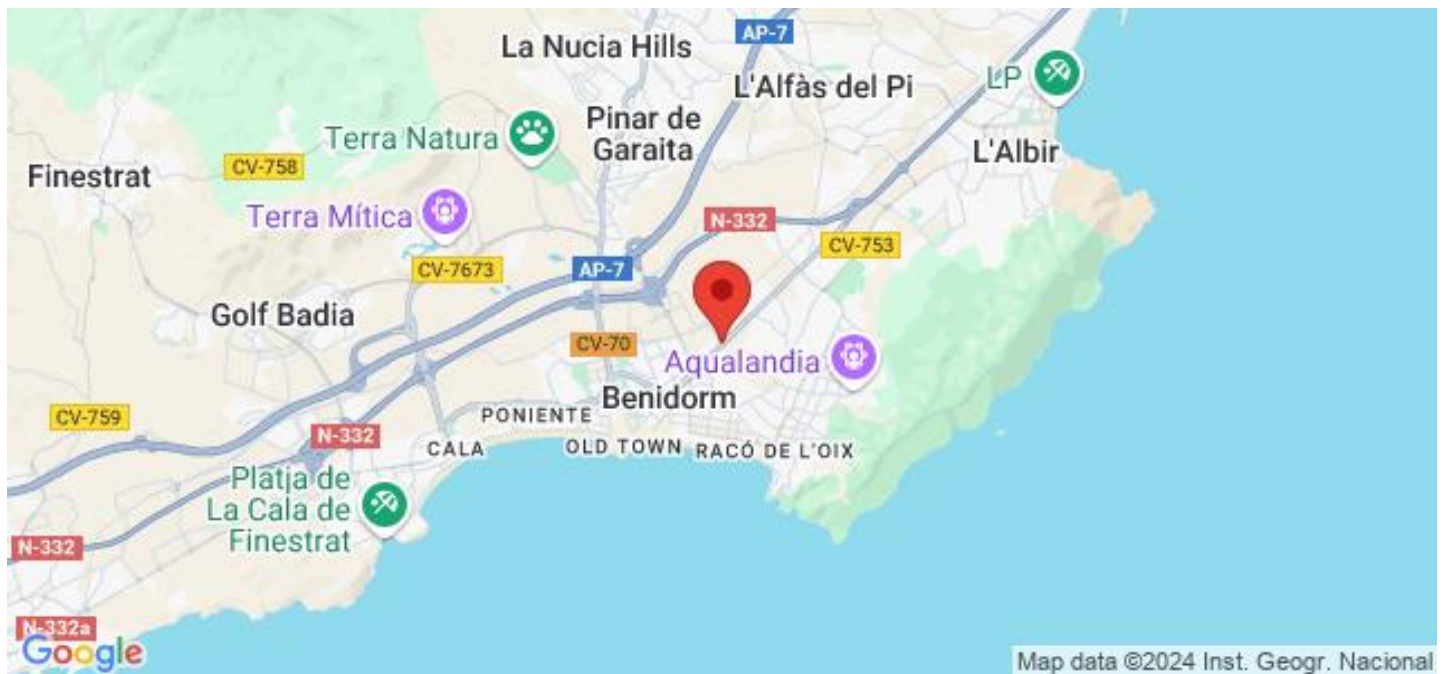 La Nucia Hills
AP-7
L'Alfàs del Pi
LP
Terra Natura
Pinar de
Garaita
L'Albir
Finestrat
CV-758
Terra Mítica
N-332
CV-753
CV-7673
AP-7
Golf Badia
CV-70
Aqualandia
Benidorm
CV-759
PONIENTE
N-332
CALA
OLD TOWN
RACÓ DE L'OIX
Platja de
La Cala de
Finestrat
N-332
N-332a
Google
Map data ©2024 Inst. Geogr. Nacional